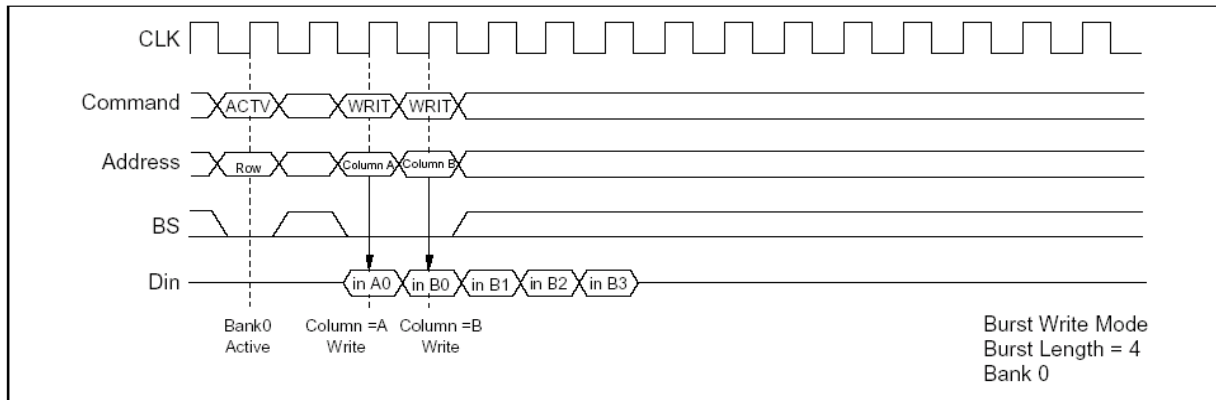 CLK
Command ACTV WRIT WRIT
Address Row Column A Column B
BS
Din in A0 in B0 in B1 in B2 in B3
Bank0 Column =A Column =B
Active Write Write
Burst Write Mode
Burst Length = 4
Bank 0